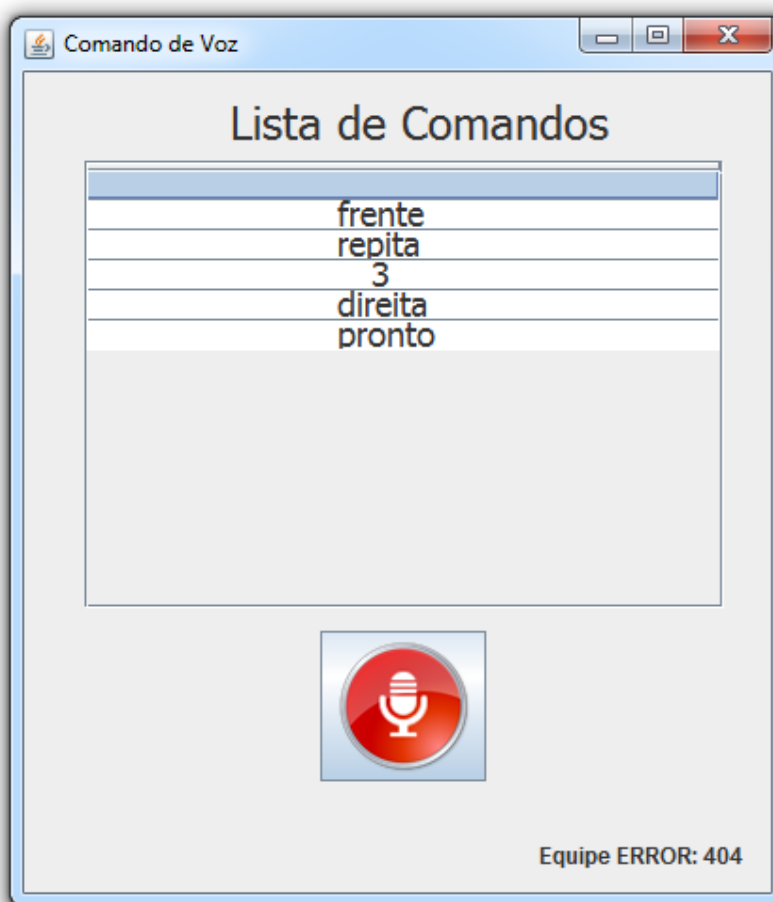 Comando de Voz
Lista de Comandos
frente
repita
3
direita
pronto
Equipe ERROR: 404